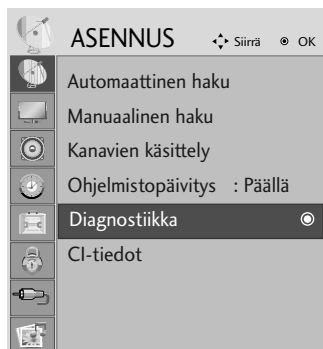 ASENNUS Siirrä OK
Automaattinen haku
Manuaalinen haku
Kanavien käsittely
Ohjelmistopäivitys : Päällä
Diagnostiikka
CI-tiedot